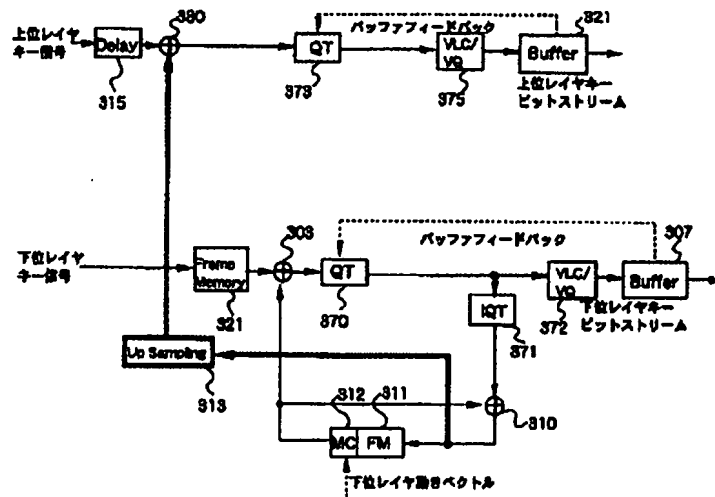 上位レイヤ
キー信号
Delay
315
380
QT
373
バッファフィードバック
VLC/
VQ
375
Buffer
321
上位レイヤキー
ビットストリーム
下位レイヤ
キー信号
Frame
Memory
321
303
QT
370
バッファフィードバック
IQT
371
VLC/
VQ
372
Buffer
307
下位レイヤキー
ビットストリーム
Up Sampling
313
312
311
MC
FM
310
下位レイヤ動きベクトル